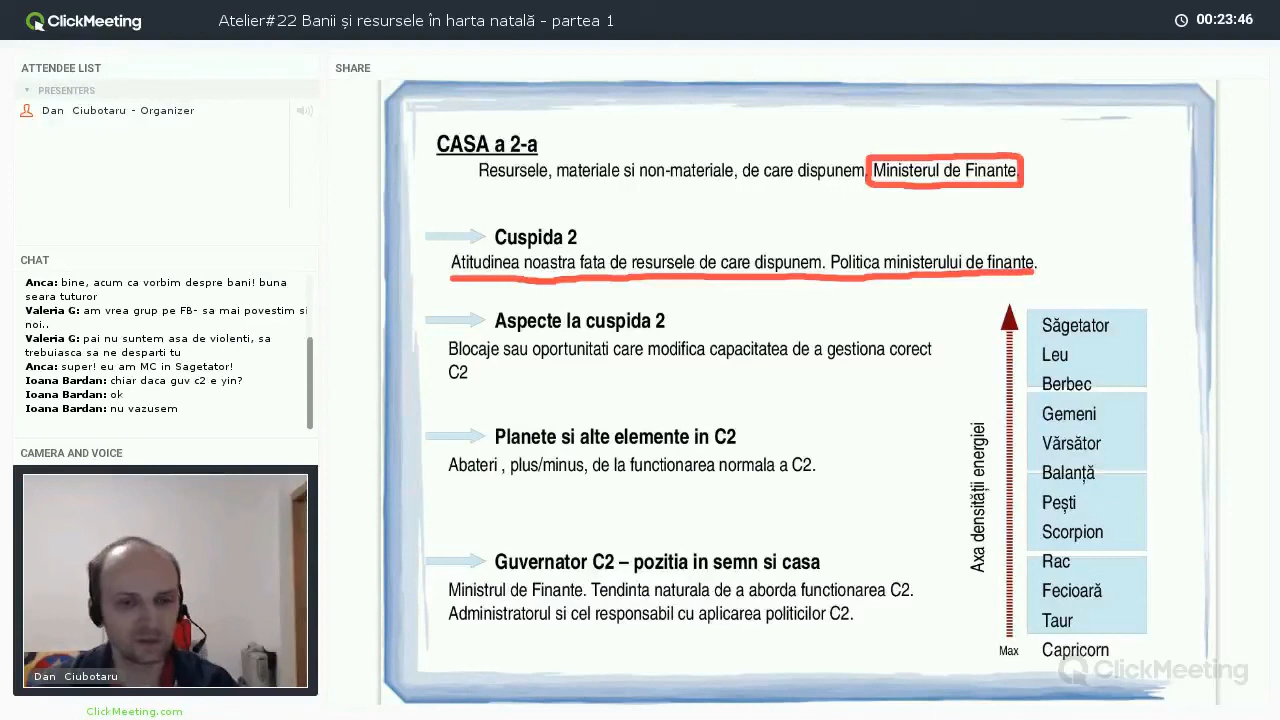 ClickMeeting
Atelier#22 Banii și resursele în harta natală - partea 1
00:23:46
ATTENDEE LIST
PRESENTERS
Dan Ciubotaru - Organizer
CHAT
Anca: bine, acum ca vorbim despre bani! buna
seara tuturor
Valeria G: am vrea grup pe FB- sa mai povestim si
noi..
Valeria G: pai nu suntem asa de violenti, sa
trebuiasca sa ne desparti tu
Anca: super! eu am MC in Sagetator!
Ioana Bardan: chiar daca guv c2 e yin?
Ioana Bardan: ok
Ioana Bardan: nu vazusem
CAMERA AND VOICE
Dan Ciubotaru
ClickMeeting.com
SHARE
CASA a 2-a
Resursele, materiale si non-materiale, de care dispunem, Ministerul de Finante.
Cuspida 2
Atitudinea noastra fata de resursele de care dispunem. Politica ministerului de finante.
Aspecte la cuspida 2
Blocaje sau oportunitati care modifica capacitatea de a gestiona corect
C2
Planete si alte elemente in C2
Abateri , plus/minus, de la functionarea normala a C2.
Guvernator C2 – pozitia in semn si casa
Ministrul de Finante. Tendinta naturala de a aborda functionarea C2.
Administratorul si cel responsabil cu aplicarea politicilor C2.
Axa densității energiei
Max
Săgetator
Leu
Berbec
Gemeni
Vărsător
Balanță
Pești
Scorpion
Rac
Fecioară
Taur
Capricorn
ClickMeeting